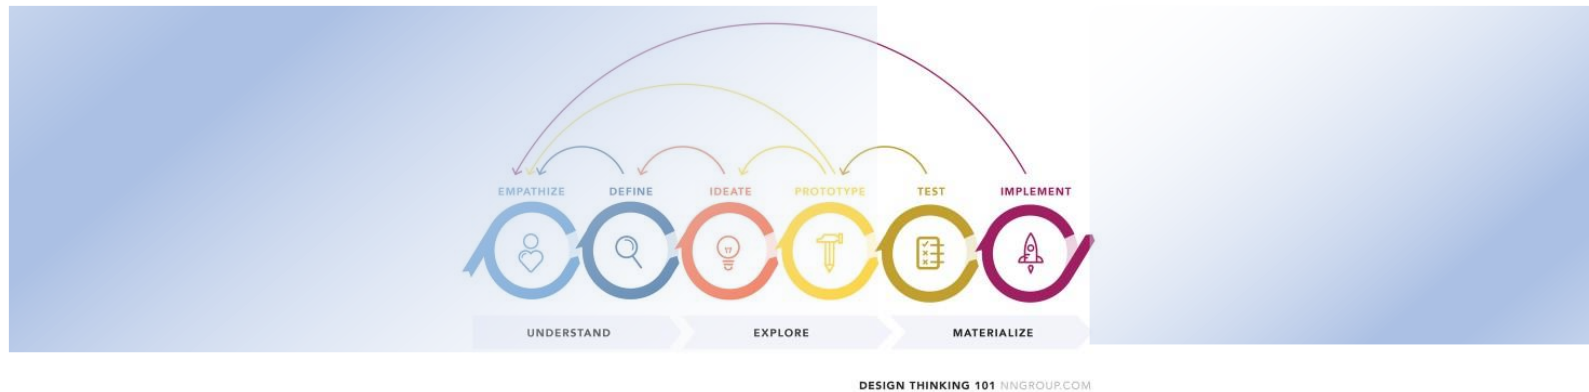 EMPATHIZE DEFINE IDEATE PROTOTYPE TEST IMPLEMENT
UNDERSTAND EXPLORE MATERIALIZE
DESIGN THINKING 101 NNGROUP.COM